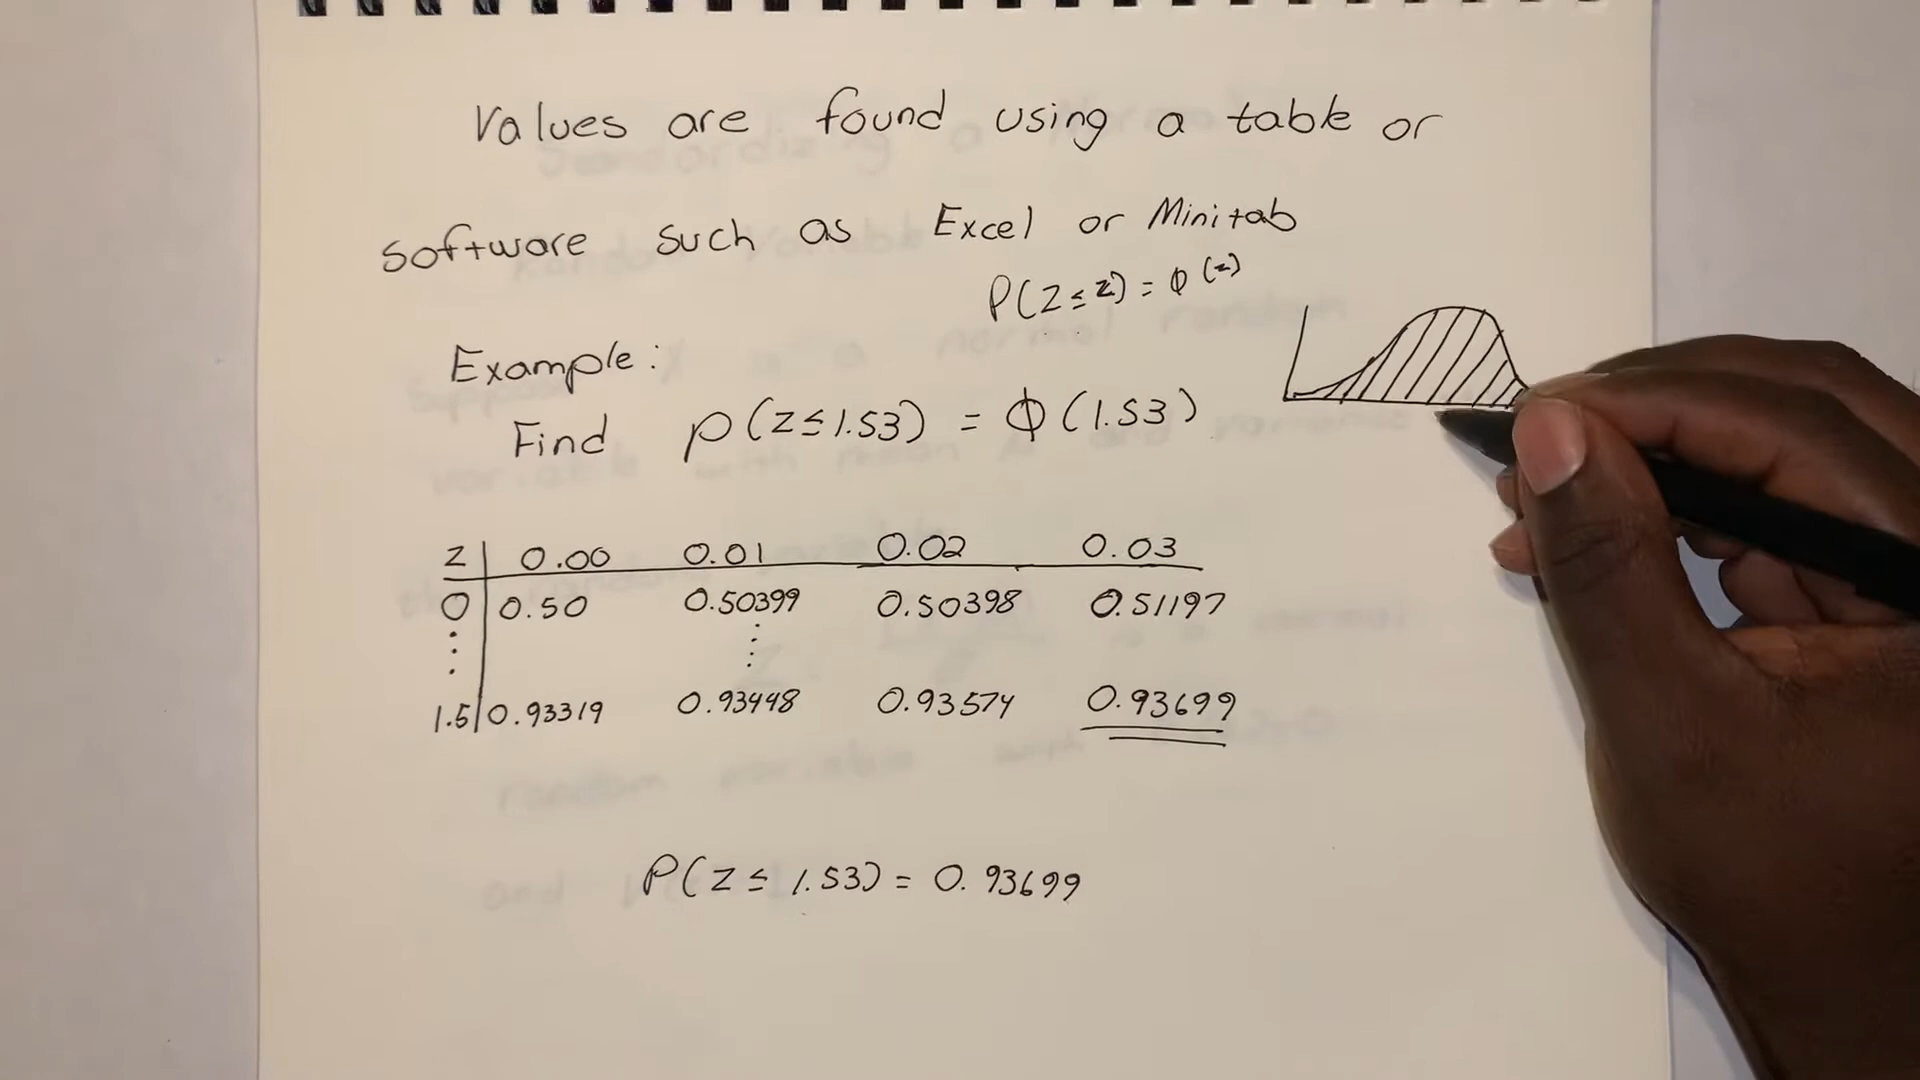 Values are found using a table or
software such as Excel or Minitab
P(Z ≤ z) = Φ(z)
Example:
Find P(Z ≤ 1.53) = Φ(1.53)
Z | 0.00 0.01 0.02 0.03
0 | 0.50 0.50399 0.50398 0.51197
⋮ ⋮
1.5 | 0.93319 0.93448 0.93574 0.93699
P(Z ≤ 1.53) = 0.93699